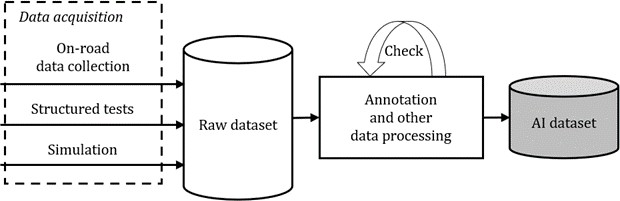 Data acquisition
On-road
data collection
Structured tests
Simulation
Raw dataset
Check
Annotation
and other
data processing
AI dataset